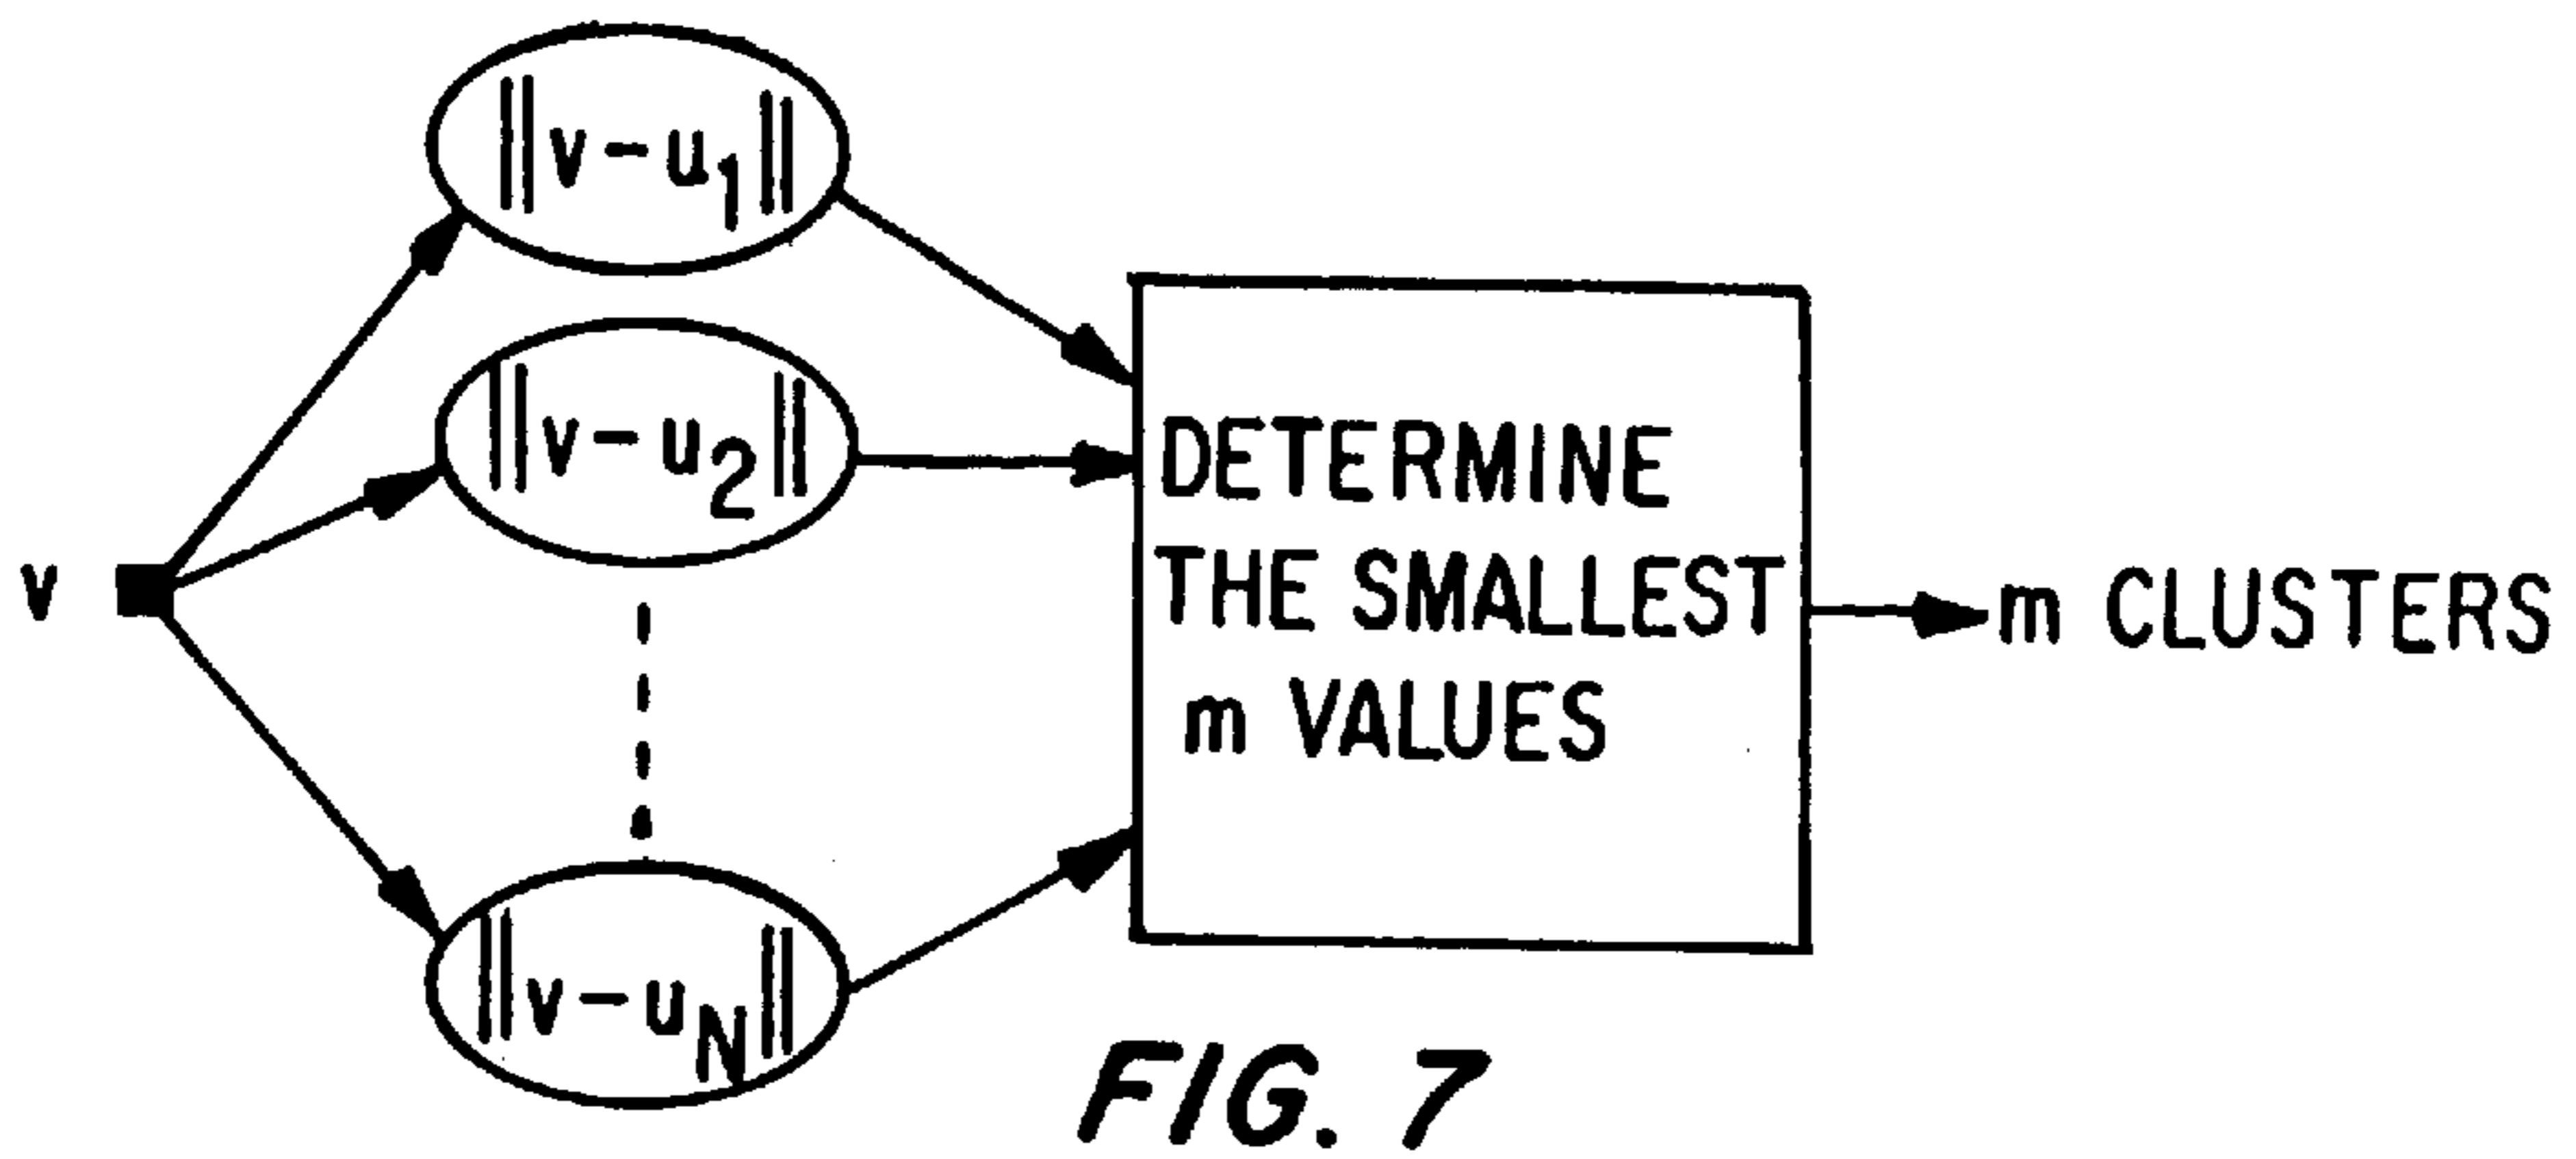 ||v-u1||
||v-u2||
v
DETERMINE
THE SMALLEST
m VALUES
m CLUSTERS
||v-uN||
FIG. 7